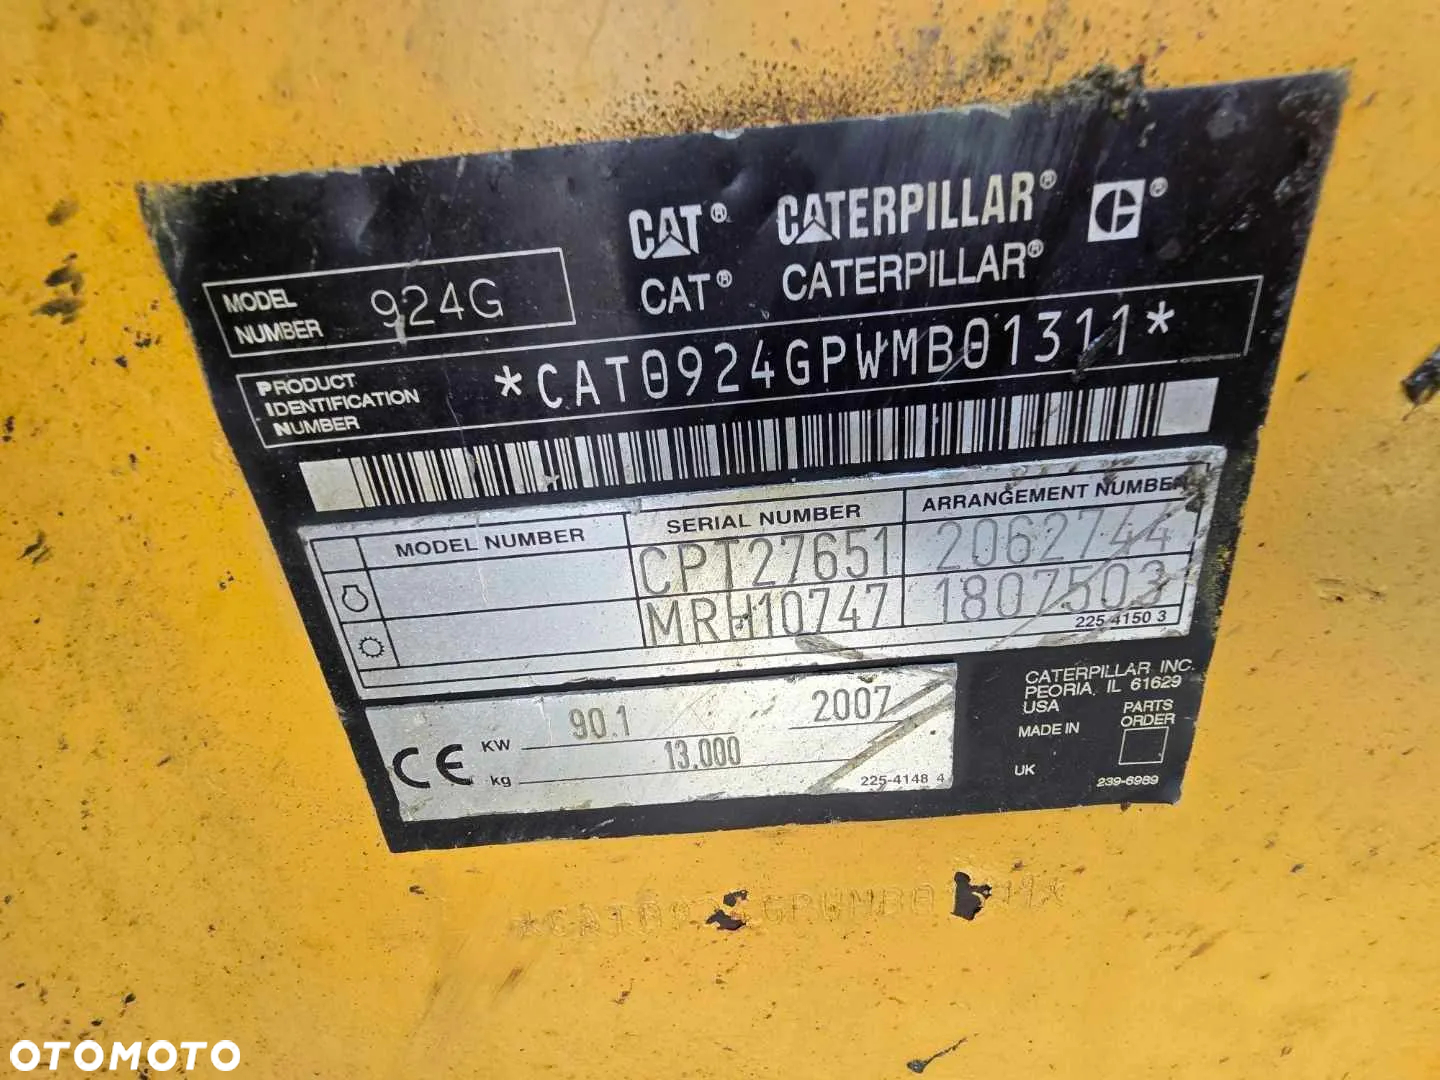 CAT® CATERPILLAR® ®
CAT® CATERPILLAR®
MODEL
NUMBER 924G
PRODUCT
IDENTIFICATION
NUMBER
*CAT0924GPWMB01311*
MODEL NUMBER SERIAL NUMBER ARRANGEMENT NUMBER
CPT27651 2062744
MRH10747 1807503
225-4150 3
CE KW 90.1 2007
kg 13.000
225-4148 4
CATERPILLAR INC.
PEORIA, IL 61629
USA
MADE IN
UK
PARTS
ORDER
239-6989
*CAT0924GPWMB01311*
OTOMOTO